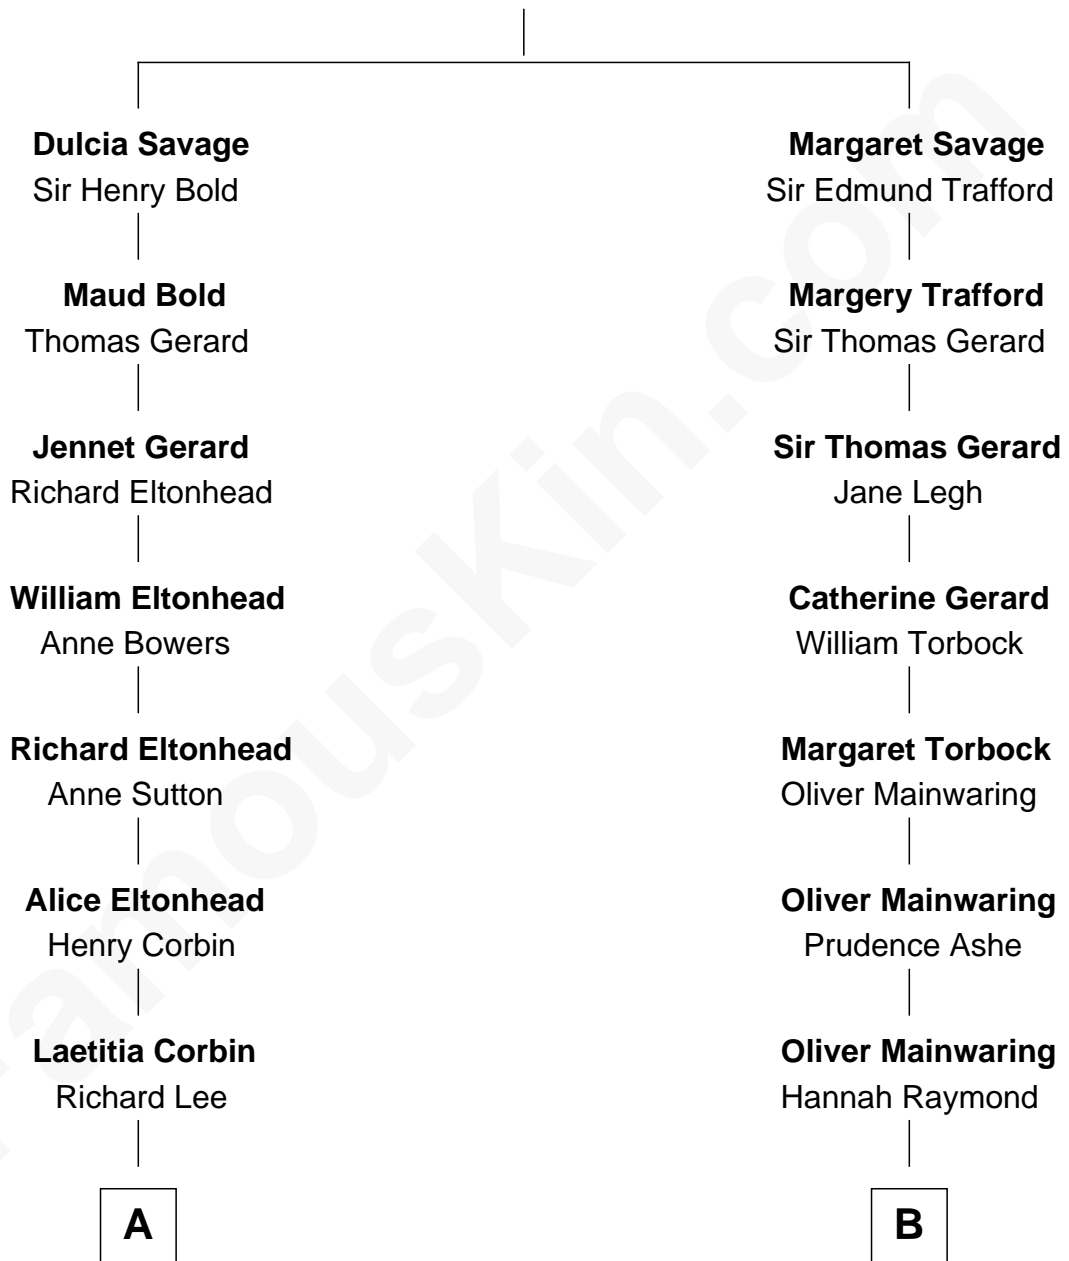 Dulcia Savage
Sir Henry Bold
Maud Bold
Thomas Gerard
Jennet Gerard
Richard Eltonhead
William Eltonhead
Anne Bowers
Richard Eltonhead
Anne Sutton
Alice Eltonhead
Henry Corbin
Laetitia Corbin
Richard Lee
A
Margaret Savage
Sir Edmund Trafford
Margery Trafford
Sir Thomas Gerard
Sir Thomas Gerard
Jane Legh
Catherine Gerard
William Torbock
Margaret Torbock
Oliver Mainwaring
Oliver Mainwaring
Prudence Ashe
Oliver Mainwaring
Hannah Raymond
B
FamousKin.com